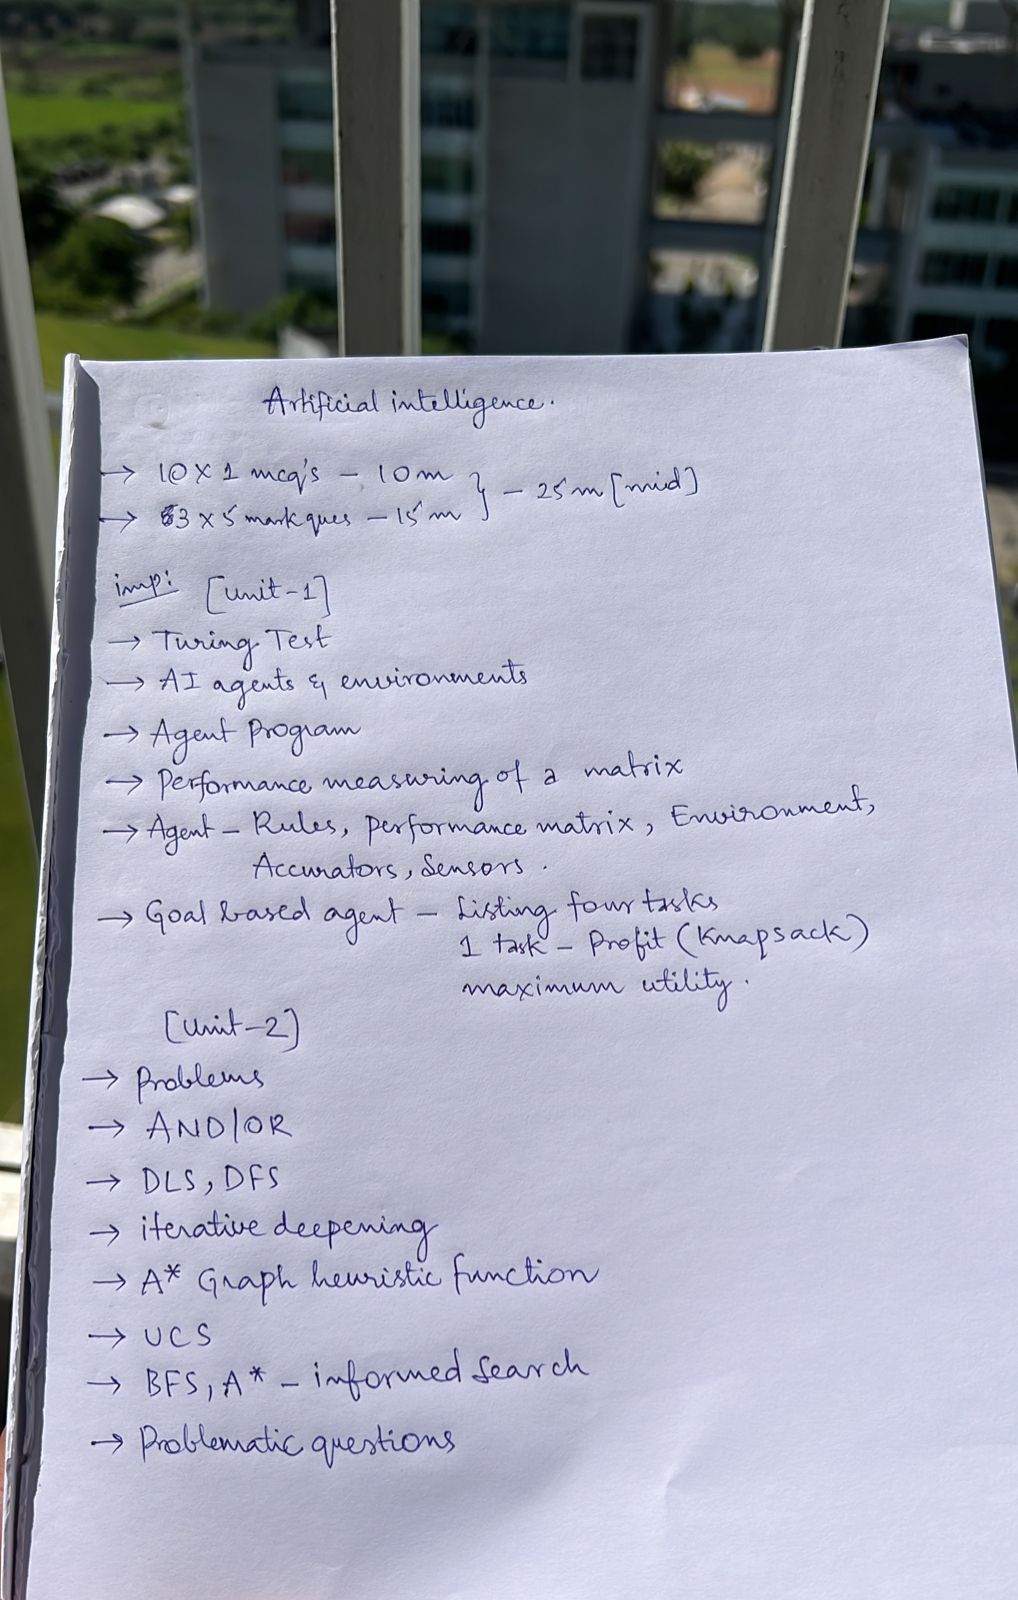 Artificial intelligence.
→ 10 x 1 mcq's - 10m
→ 3 x 5 mark ques - 15m } - 25m [mid]
imp: [unit-1]
→ Turing Test
→ AI agents & environments
→ Agent Program
→ Performance measuring of a matrix
→ Agent - Rules, performance matrix, Environment,
Accurators, Sensors.
→ Goal based agent - Listing four tasks
1 task - Profit (Knapsack)
maximum utility.
[Unit-2]
→ Problems
→ AND/OR
→ DLS, DFS
→ iterative deepening
→ A* Graph heuristic function
→ UCS
→ BFS, A* - informed Search
→ Problematic questions